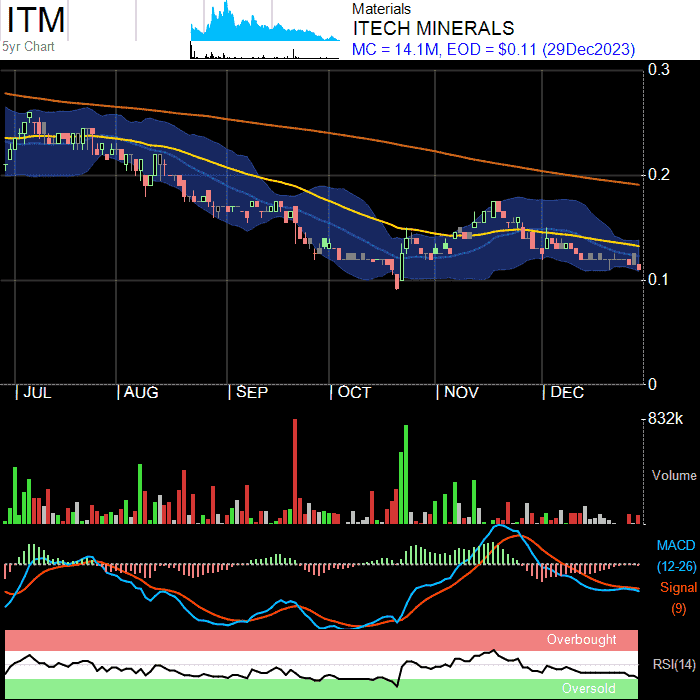 ITM
5yr Chart
Materials
ITECH MINERALS
MC = 14.1M, EOD = $0.11 (29Dec2023)
0.3
0.2
0.1
0
JUL AUG SEP OCT NOV DEC
832k
Volume
MACD
(12-26)
Signal
(9)
Overbought
RSI(14)
Oversold